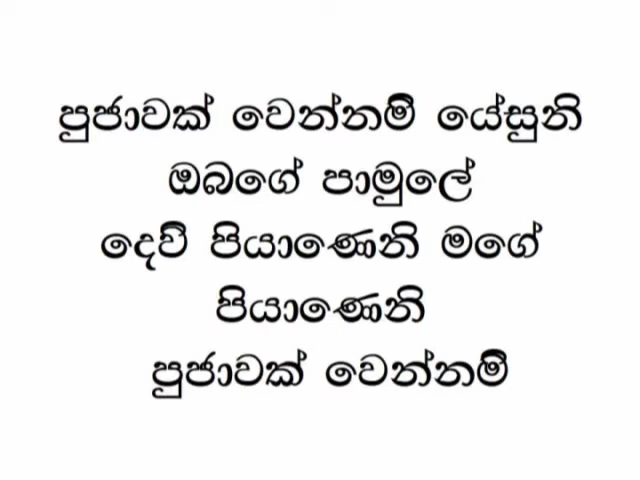 පුජාවක් වෙන්නම් යේසුනි
ඔබගේ පාමුලේ
දෙව් පියාණෙනි මගේ
පියාණෙනි
පුජාවක් වෙන්නම්